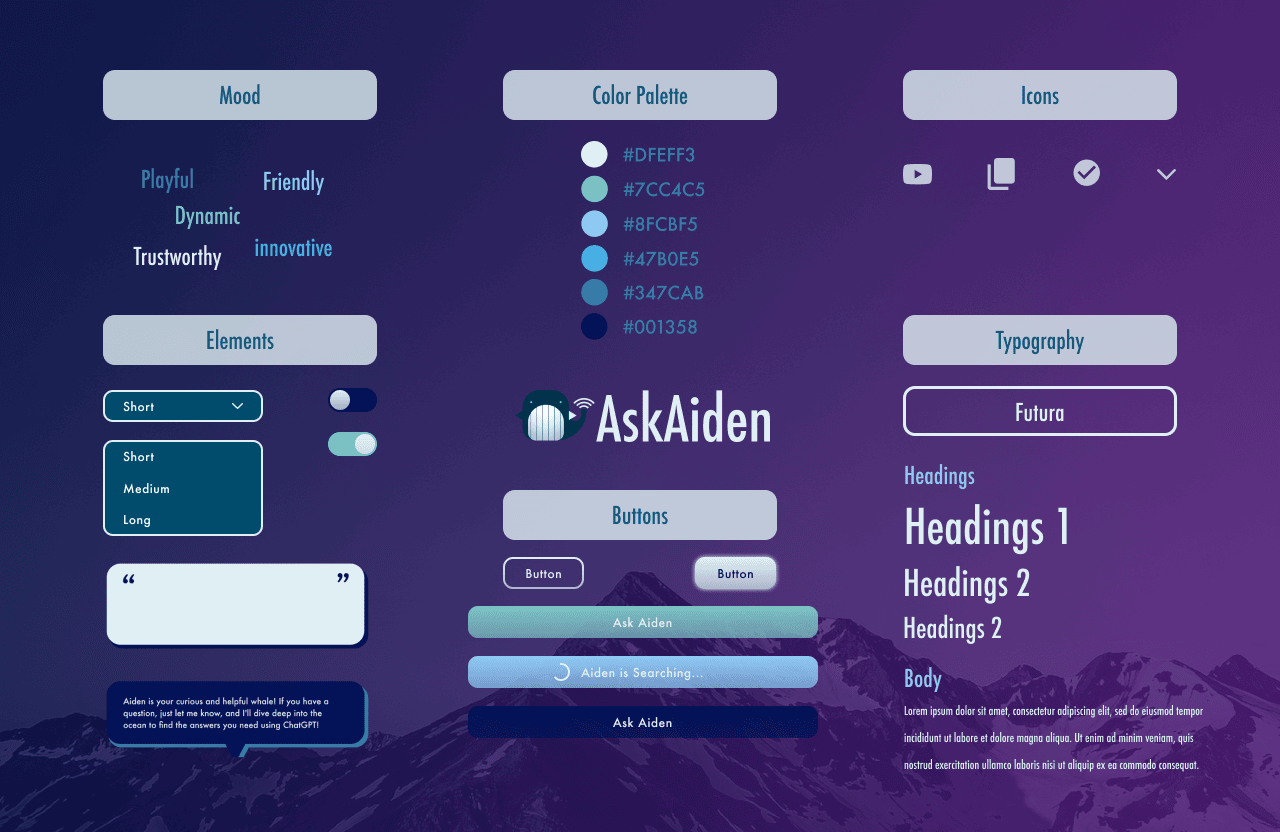 Mood
Playful
Friendly
Dynamic
Trustworthy
innovative
Elements
Short
Short
Medium
Long
“ ”
Aiden is your curious and helpful whale! If you have a
question, just let me know, and I'll dive deep into the
ocean to find the answers you need using ChatGPT!
Color Palette
#DFEFF3
#7CC4C5
#8FCBF5
#47B0E5
#347CAB
#001358
AskAiden
Buttons
Button
Button
Ask Aiden
Aiden is Searching...
Ask Aiden
Icons
Typography
Futura
Headings
Headings 1
Headings 2
Headings 2
Body
Lorem ipsum dolor sit amet, consectetur adipiscing elit, sed do eiusmod tempor
incididunt ut labore et dolore magna aliqua. Ut enim ad minim veniam, quis
nostrud exercitation ullamco laboris nisi ut aliquip ex ea commodo consequat.